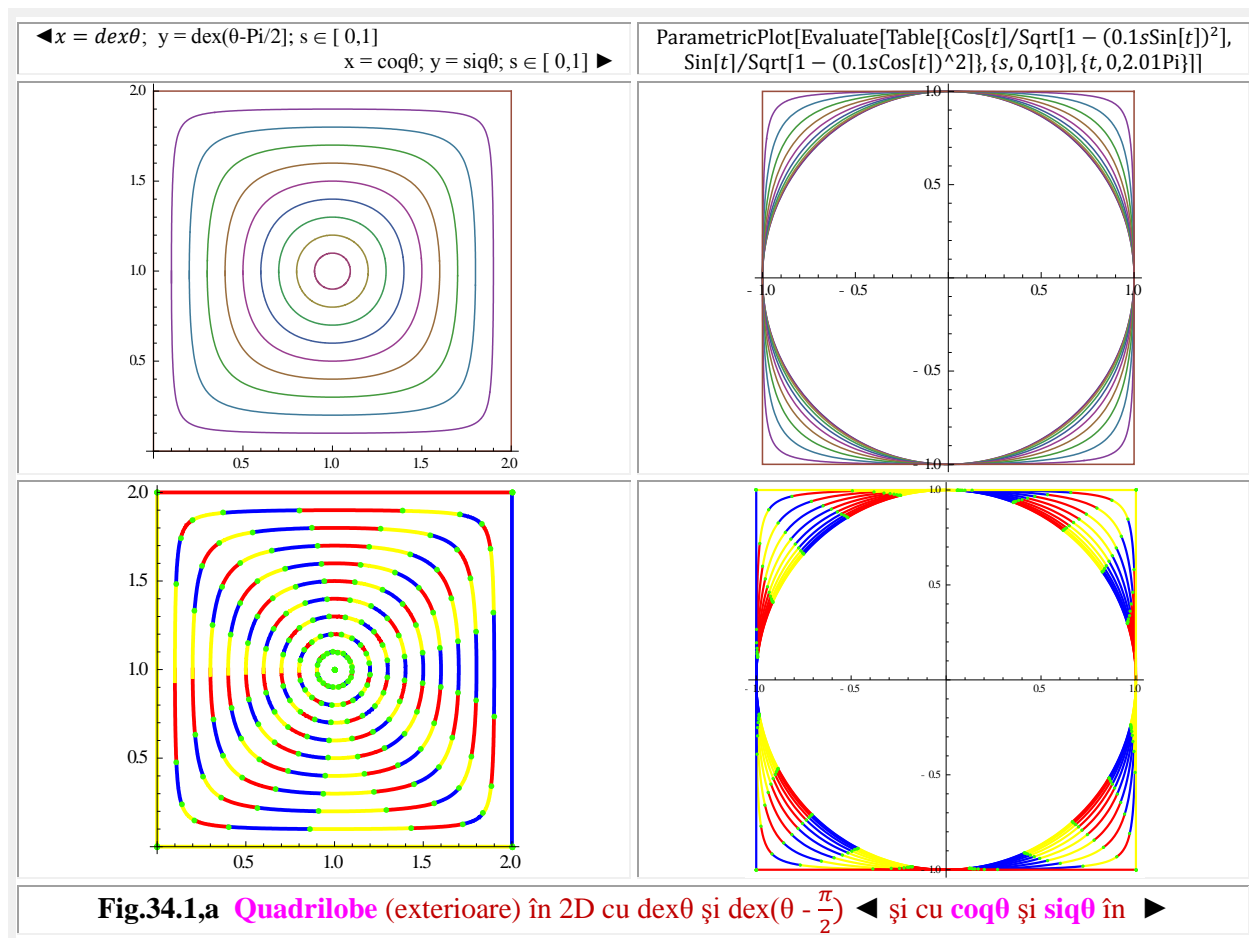 ◄x = dexθ; y = dex(θ-Pi/2]; s ∈ [ 0,1]
x = coqθ; y = siqθ; s ∈ [ 0,1] ►
ParametricPlot[Evaluate[Table[{Cos[t]/Sqrt[1 − (0.1sSin[t])²],
Sin[t]/Sqrt[1 − (0.1sCos[t])^2]},{s, 0,10}], {t, 0,2.01Pi}]]
2.0
1.5
1.0
0.5
0.5 1.0 1.5 2.0
1.0
0.5
- 1.0 - 0.5 0.5 1.0
- 0.5
- 1.0
2.0
1.5
1.0
0.5
0.5 1.0 1.5 2.0
1.0
0.5
- 1.0 - 0.5 0.5 1.0
- 0.5
- 1.0
Fig.34.1,a Quadrilobe (exterioare) în 2D cu dexθ şi dex(θ - π/2) ◄ şi cu coqθ şi siqθ în ►